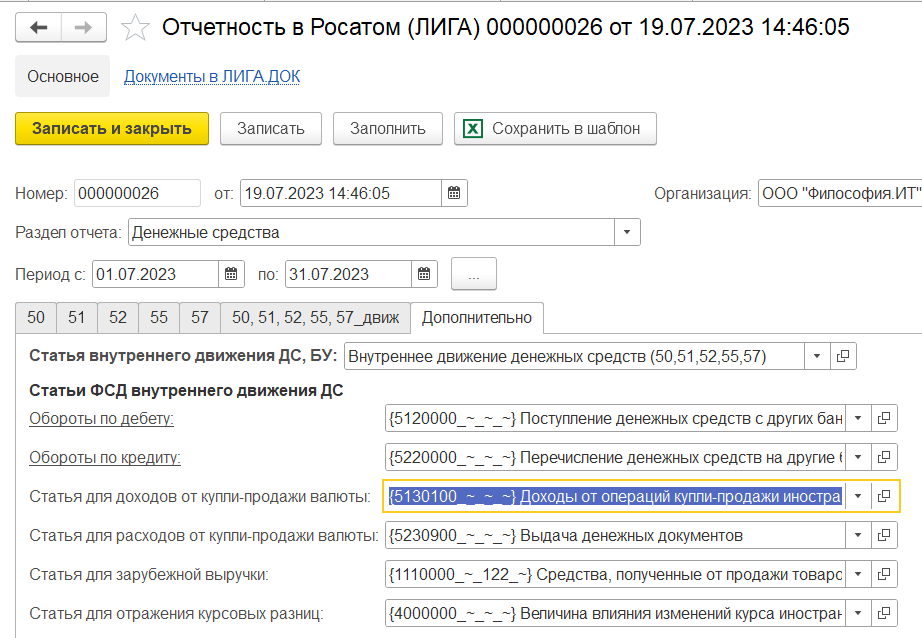 Отчетность в Росатом (ЛИГА) 000000026 от 19.07.2023 14:46:05
Основное Документы в ЛИГА.ДОК
Записать и закрыть Записать Заполнить Сохранить в шаблон
Номер: 000000026 от: 19.07.2023 14:46:05 Организация: ООО "Философия.ИТ"
Раздел отчета: Денежные средства
Период с: 01.07.2023 по: 31.07.2023 ...
50 51 52 55 57 50, 51, 52, 55, 57_движ Дополнительно
Статья внутреннего движения ДС, БУ: Внутреннее движение денежных средств (50,51,52,55,57)
Статьи ФСД внутреннего движения ДС
Обороты по дебету: {5120000_~_~_~} Поступление денежных средств с других бан
Обороты по кредиту: {5220000_~_~_~} Перечисление денежных средств на другие
Статья для доходов от купли-продажи валюты: {5130100_~_~_~} Доходы от операций купли-продажи иностра
Статья для расходов от купли-продажи валюты: {5230900_~_~_~} Выдача денежных документов
Статья для зарубежной выручки: {1110000_~_122_~} Средства, полученные от продажи товаро
Статья для отражения курсовых разниц: {4000000_~_~_~} Величина влияния изменений курса иностран